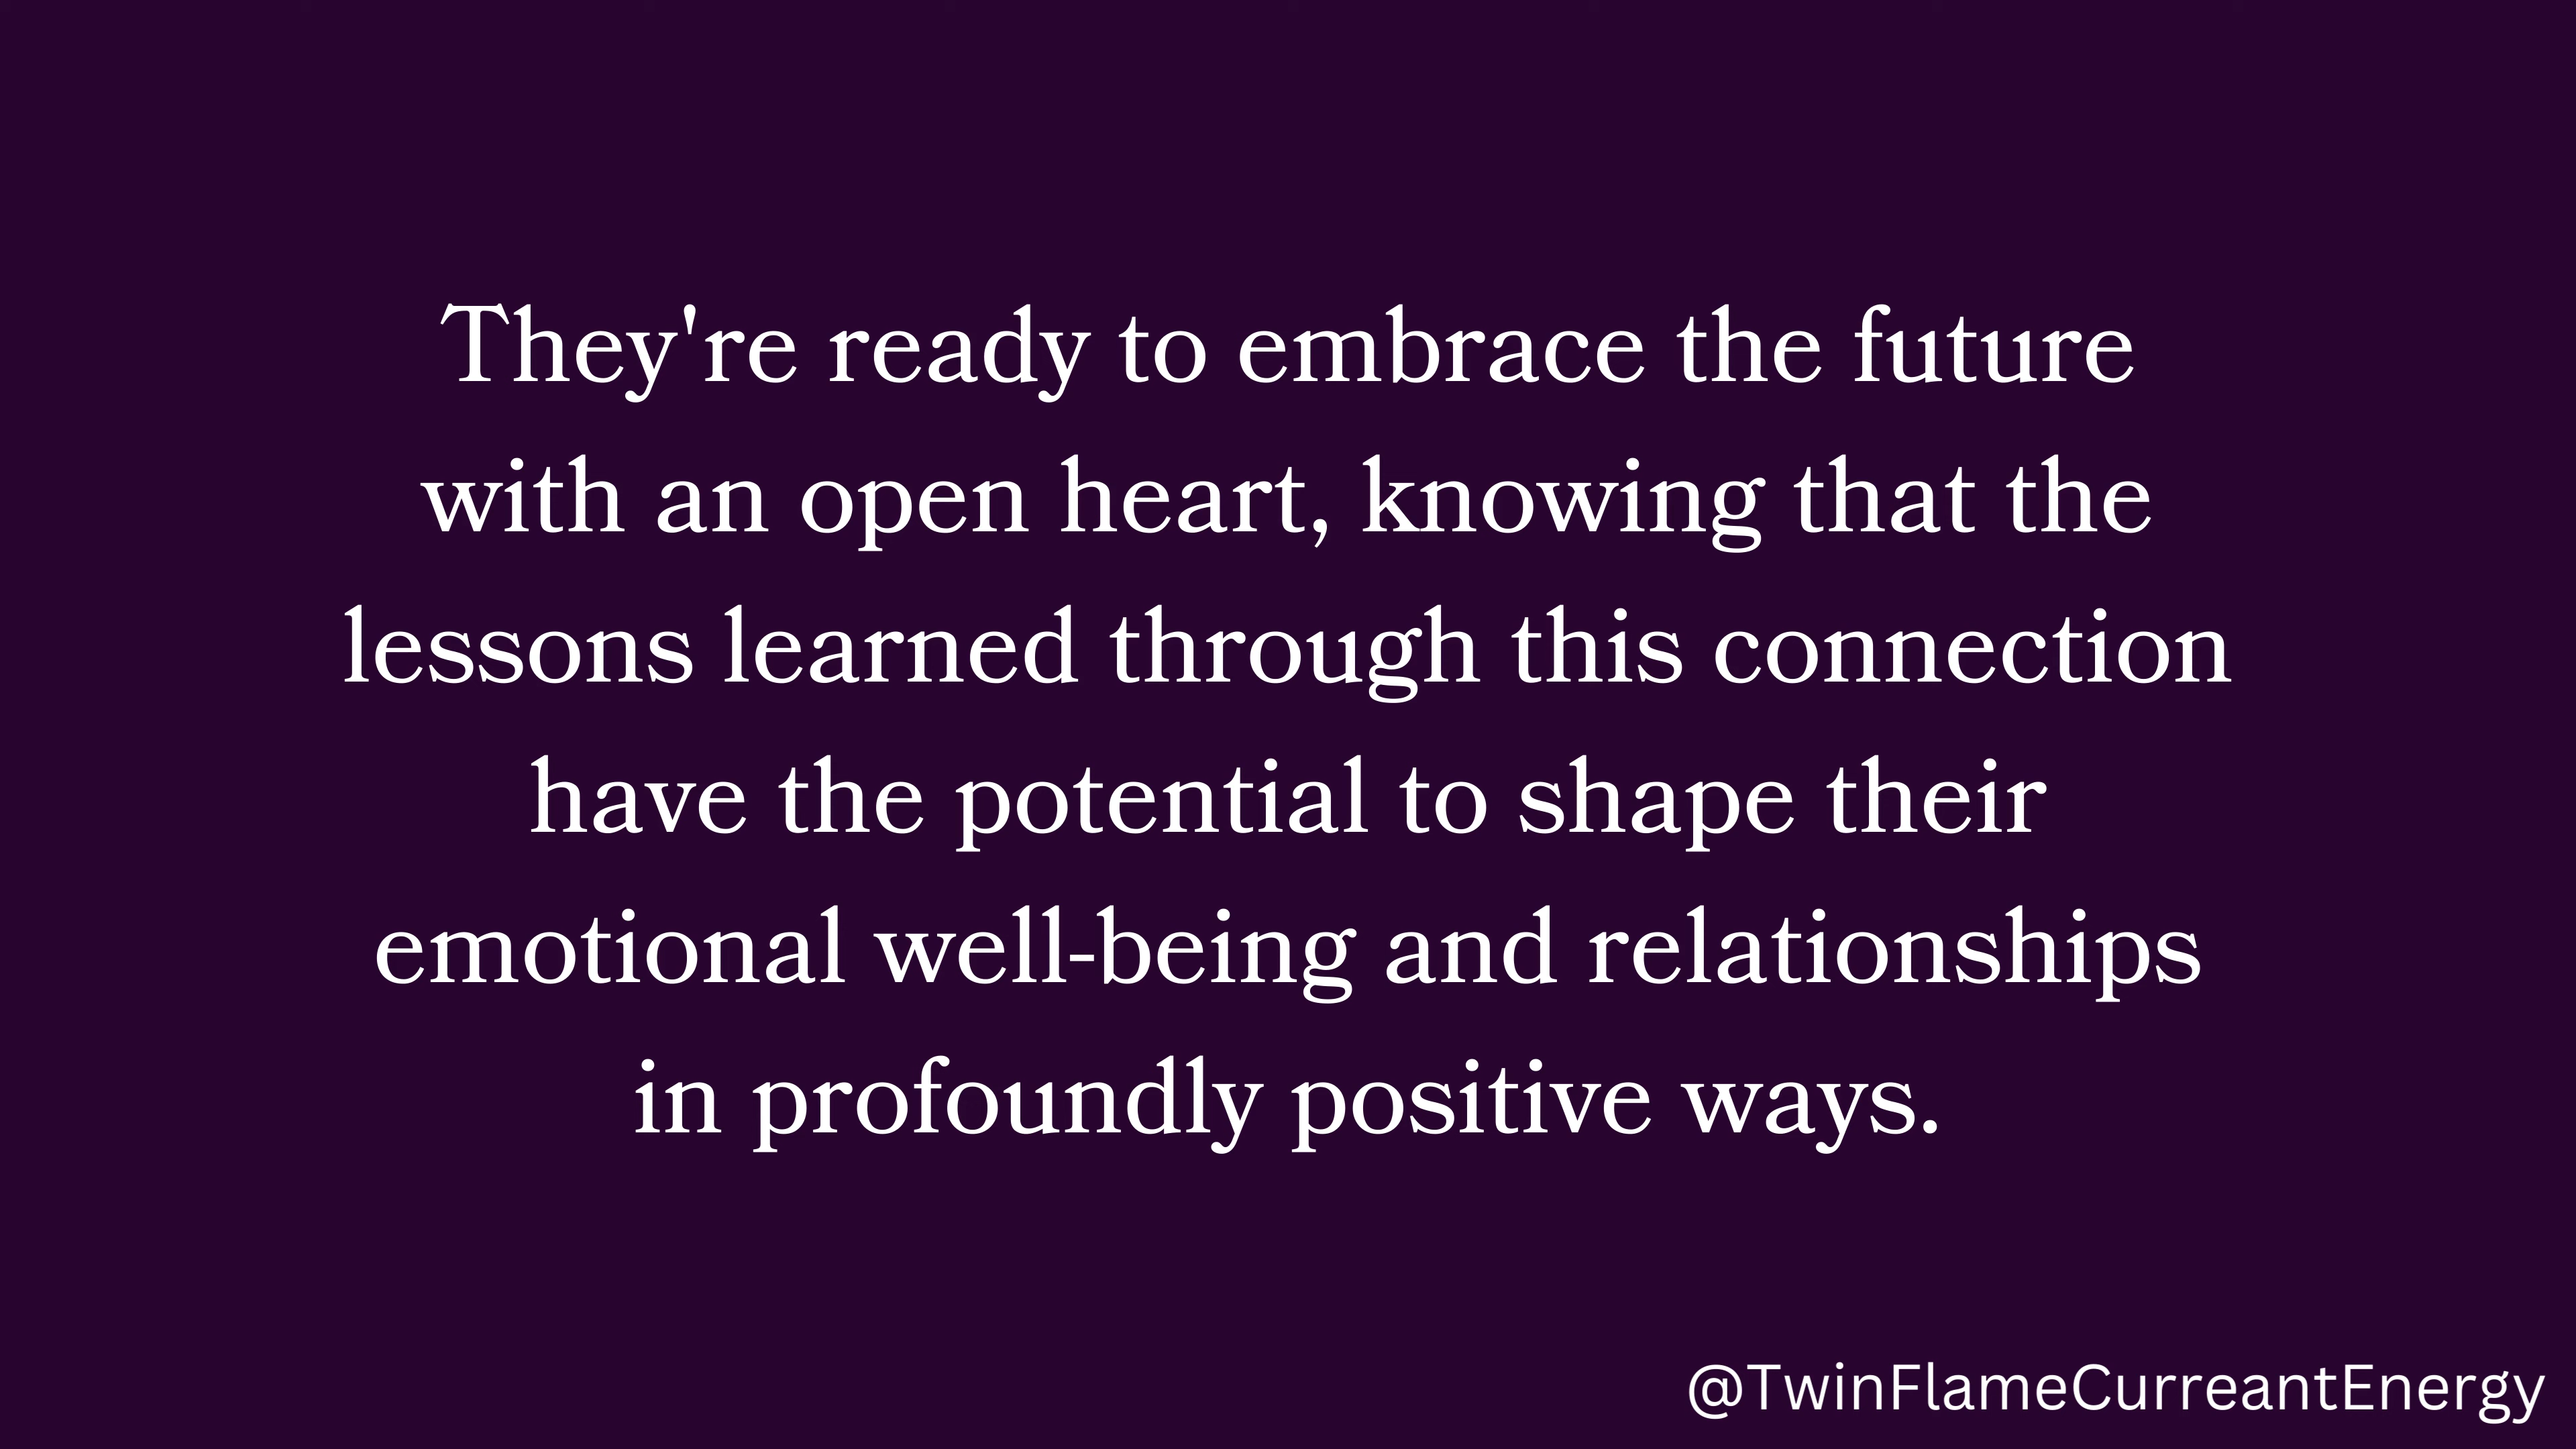 They're ready to embrace the future
with an open heart, knowing that the
lessons learned through this connection
have the potential to shape their
emotional well-being and relationships
in profoundly positive ways.
@TwinFlameCurreantEnergy